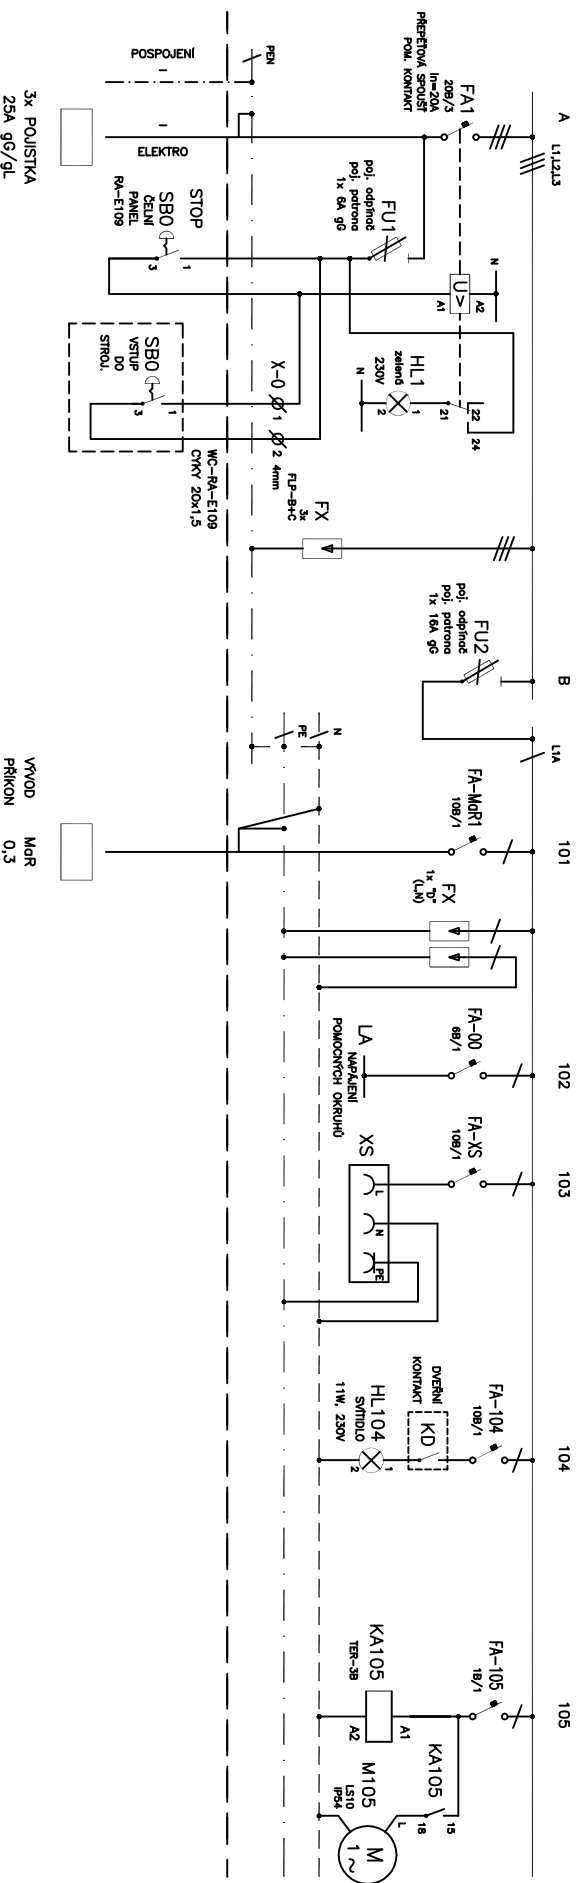 A
L1,L2,L3
FA1
20B/3
In=20A
PŘEPĚŤOVÁ SPOUŠŤ
POM. KONTAKT
PEN
POSPOJENÍ
ELEKTRO
3x POJISTKA
25A gG/gL
FU1
poj. odpínač
poj. patrona
1x 6A gG
N
U>
A2
A1
HL1
zelená
230V
N
1
2
21
22
24
STOP
SB0
ČELNÍ
PANEL
RA-E109
1
3
SB0
VSTUP
DO
STROJ.
1
3
X-0
1
2
4mm
WC-RA-E109
CYKY 20x1,5
FX
3x
FLP-B+C
B
FU2
poj. odpínač
poj. patrona
1x 16A gG
L1A
N
PE
101
FA-MaR1
10B/1
VÝVOD MaR
PŘÍKON 0,3
FX
1x "D"
(L,N)
102
FA-00
6B/1
LA
NAPÁJENÍ
POMOCNÝCH OKRUHŮ
103
FA-XS
10B/1
XS
L
N
PE
104
FA-104
10B/1
DVEŘNÍ
KONTAKT
KD
HL104
SVÍTIDLO
11W, 230V
1
2
105
FA-105
1B/1
KA105
TER-3B
A1
A2
KA105
15
18
M105
LS10
IP54
L
M
1 ~